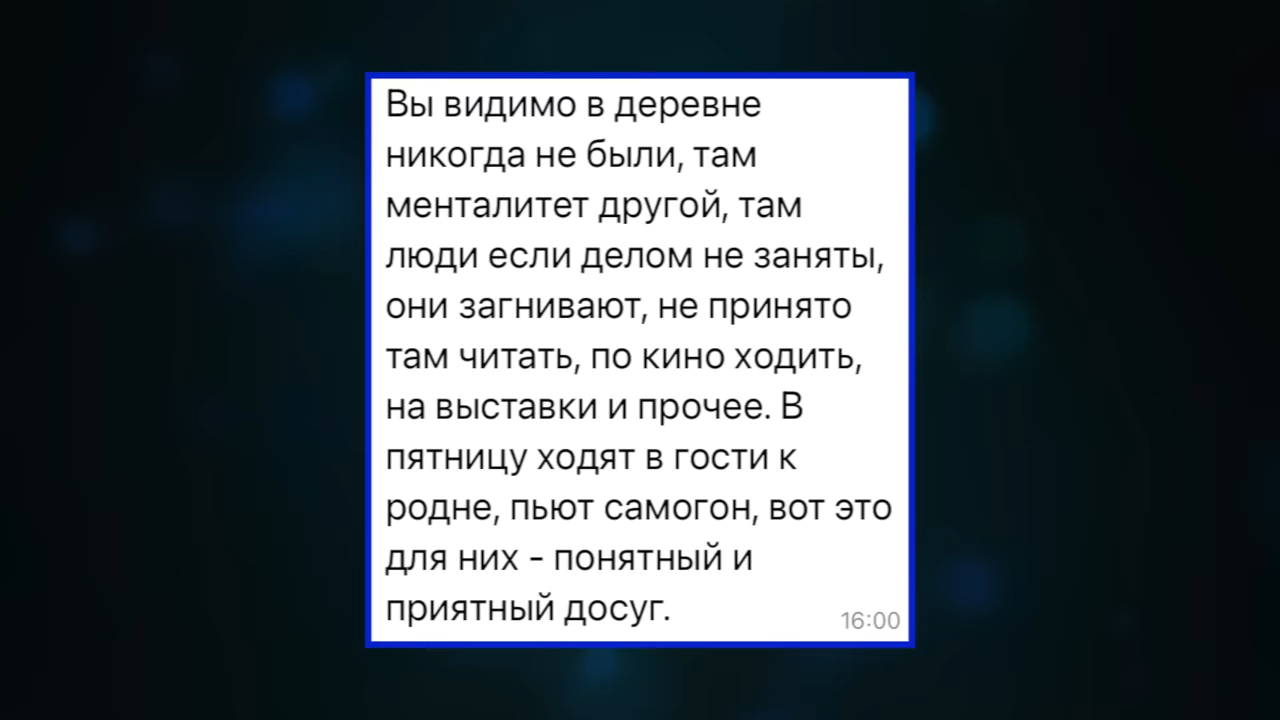 Вы видимо в деревне
никогда не были, там
менталитет другой, там
люди если делом не заняты,
они загнивают, не принято
там читать, по кино ходить,
на выставки и прочее. В
пятницу ходят в гости к
родне, пьют самогон, вот это
для них - понятный и
приятный досуг.
16:00